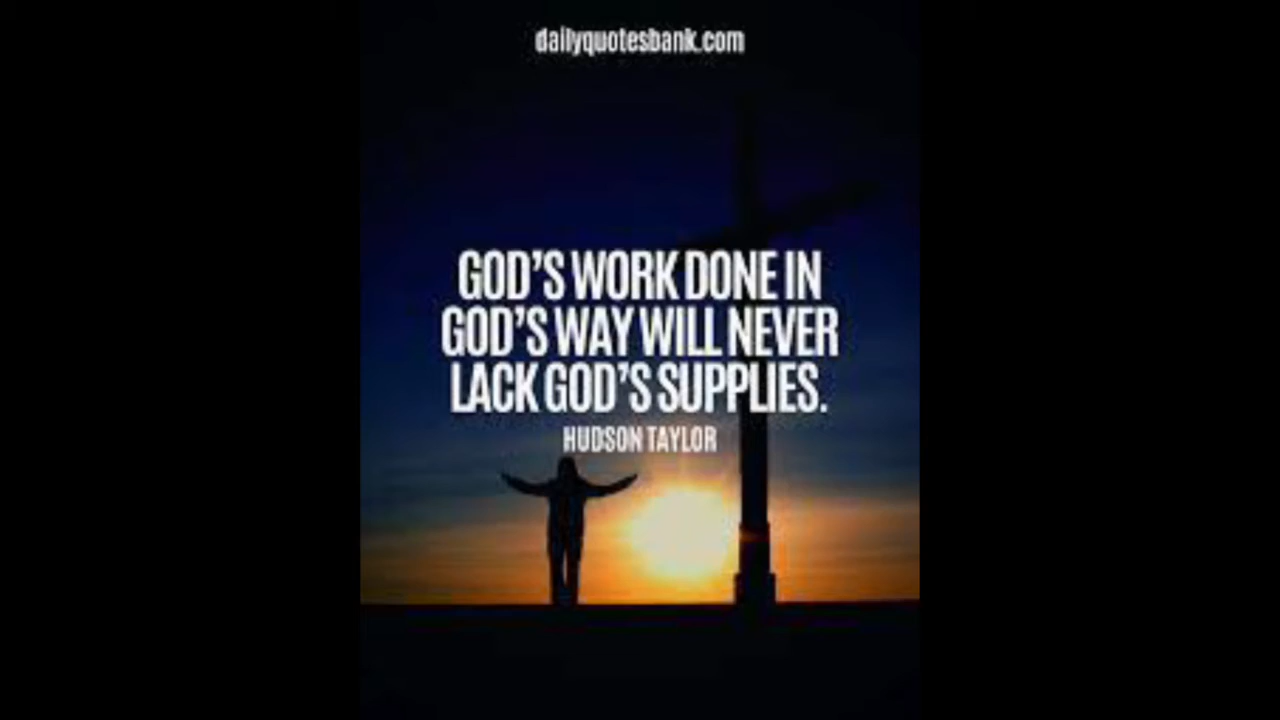 dailyquotesbank.com
GOD'S WORK DONE IN
GOD'S WAY WILL NEVER
LACK GOD'S SUPPLIES.
HUDSON TAYLOR